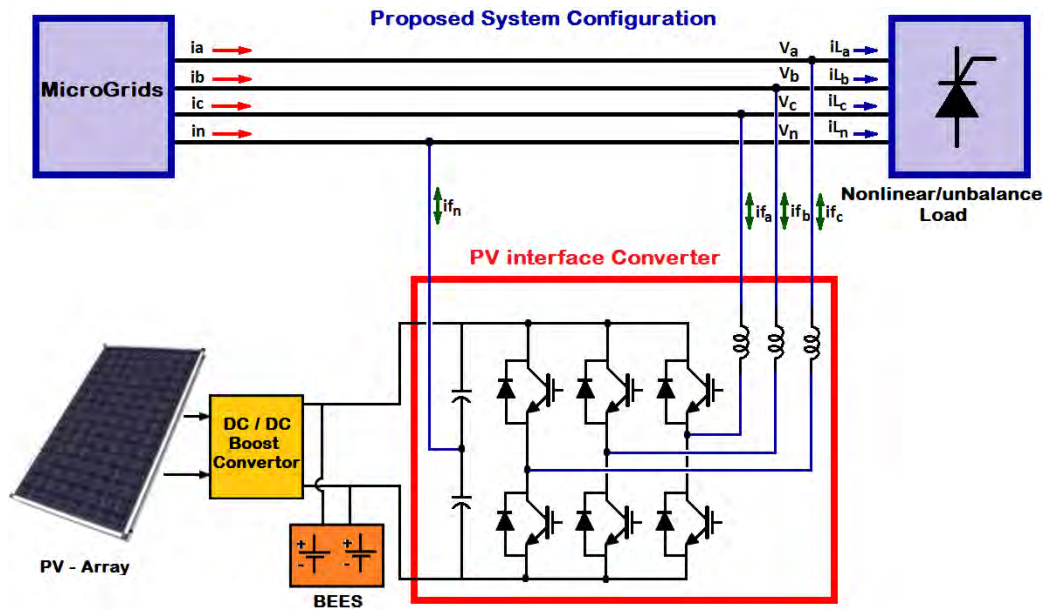 Proposed System Configuration
MicroGrids
ia
ib
ic
in
Va
Vb
Vc
Vn
iLa
iLb
iLc
iLn
Nonlinear/unbalance
Load
ifn
ifa
ifb
ifc
PV interface Converter
DC / DC
Boost
Convertor
PV - Array
+
-
+
-
BEES